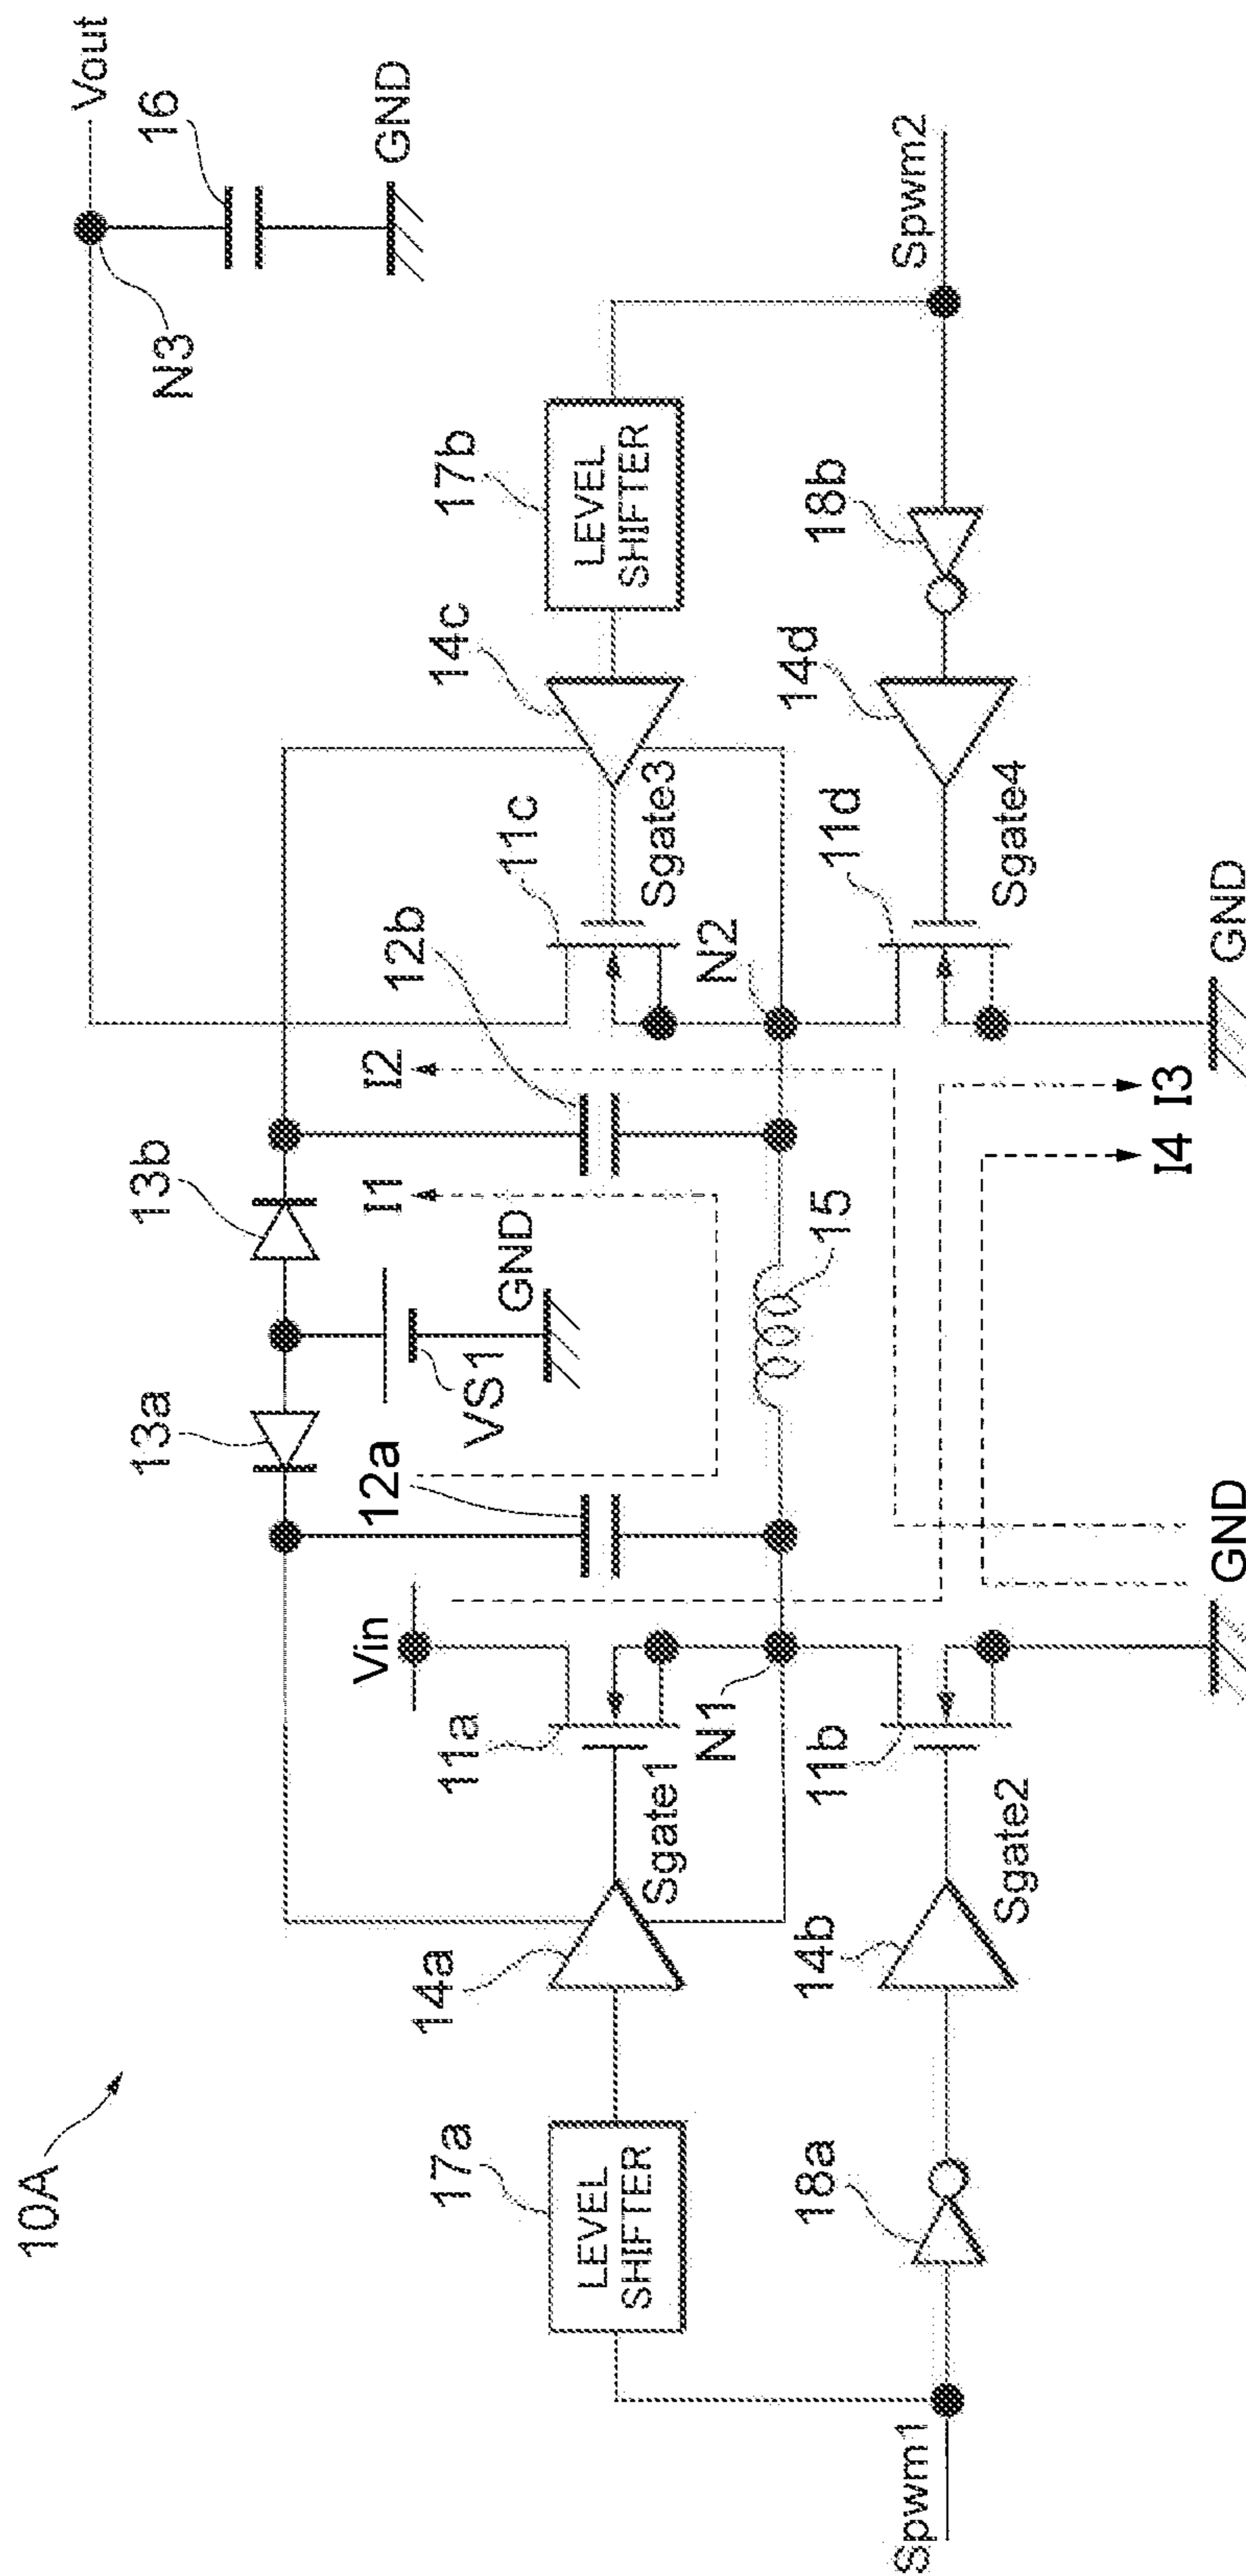 10A
Vout
16
GND
N3
13a
13b
VS1
GND
12a
I1
I2
12b
Vin
11a
Sgate1
14a
17a
LEVEL
SHIFTER
11c
Sgate3
14c
17b
LEVEL
SHIFTER
N1
15
N2
Spwm1
18a
14b
Sgate2
11b
11d
Sgate4
14d
18b
Spwm2
GND
I4
I3
GND